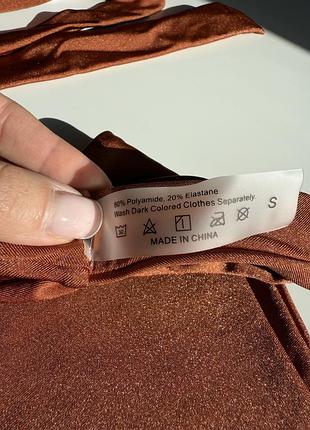 80% Polyamide, 20% Elastane
Wash Dark Colored Clothes Separately.
S
MADE IN CHINA